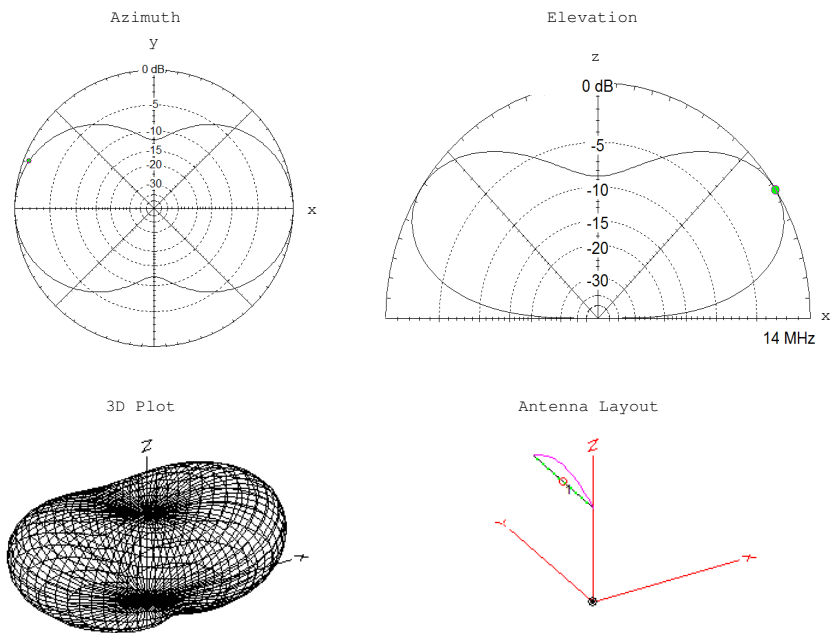 Azimuth
y
0 dB
-5
-10
-15
-20
-30
x
Elevation
z
0 dB
-5
-10
-15
-20
-30
x
14 MHz
3D Plot
Z
X
Antenna Layout
Z
Y
X
1